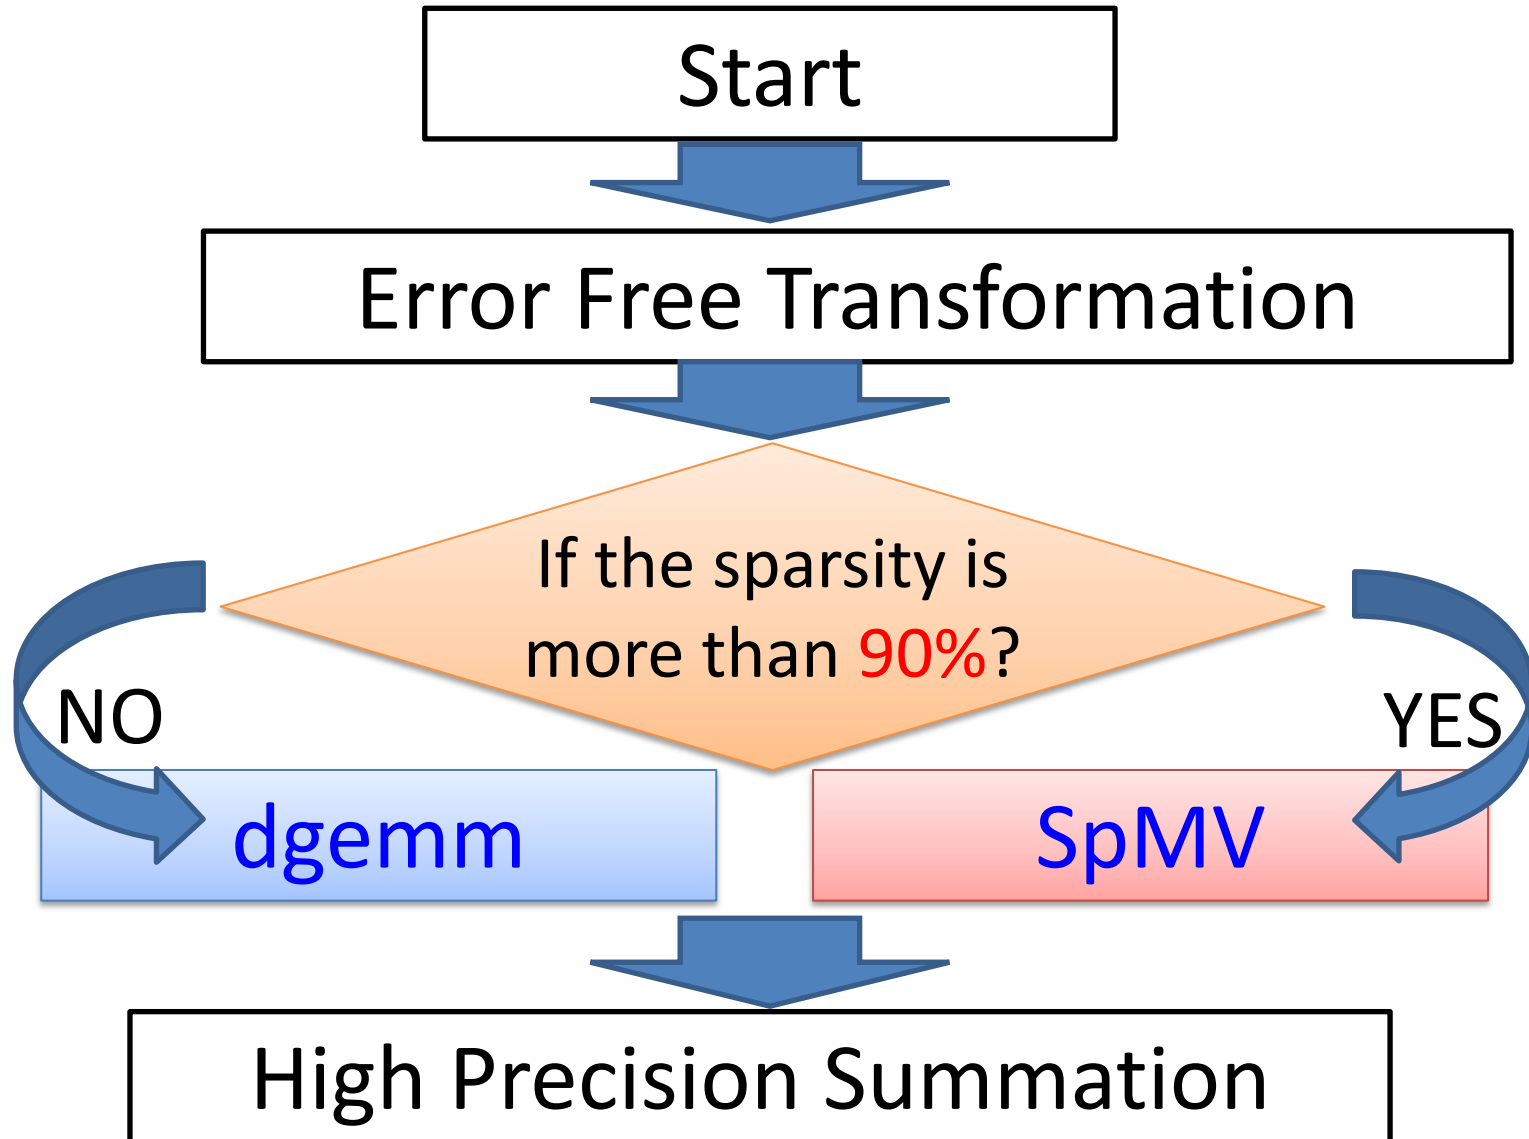 Start
Error Free Transformation
If the sparsity is
more than 90%?
NO
YES
dgemm
SpMV
High Precision Summation